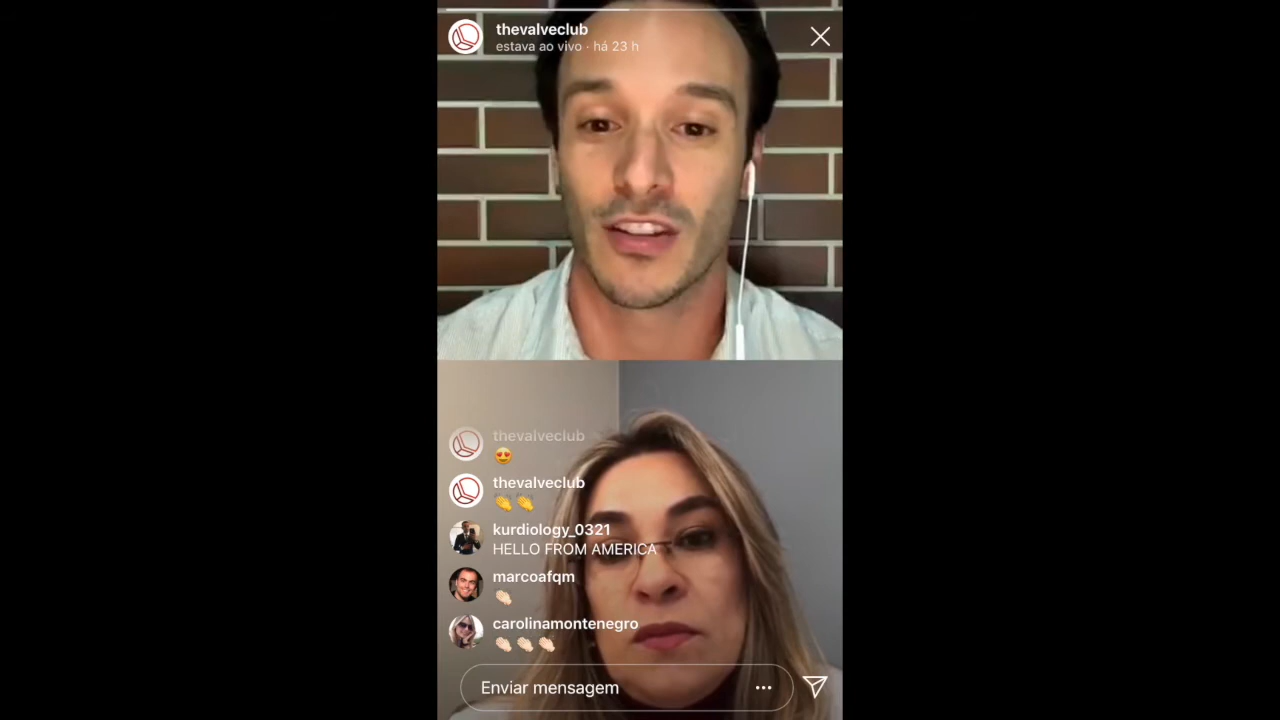 thevalveclub
estava ao vivo · há 23 h
thevalveclub
😍
thevalveclub
👏👏
kurdiology_0321
HELLO FROM AMERICA
marcoafqm
👏🏻
carolinamontenegro
👏🏻👏🏻👏🏻
Enviar mensagem